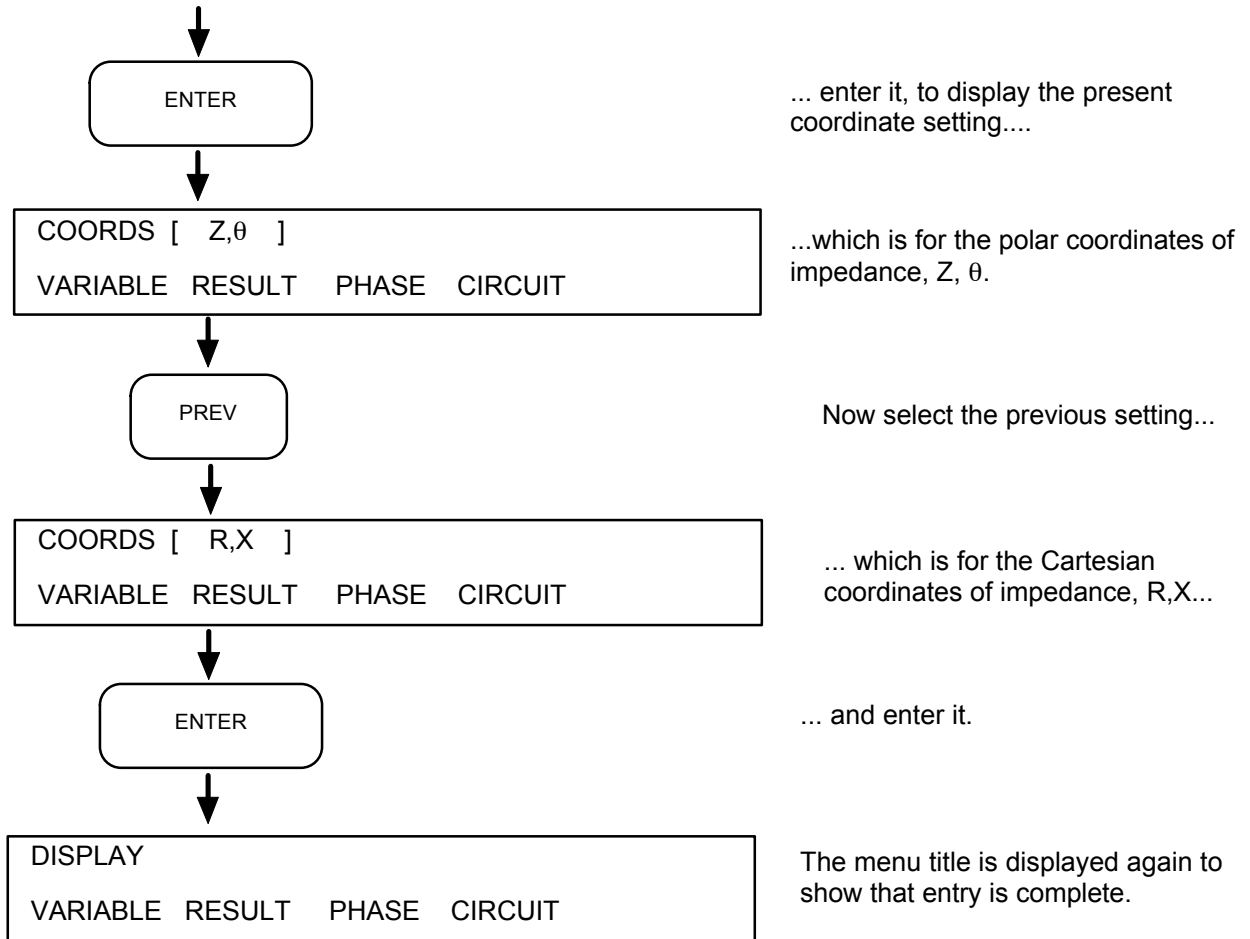 ENTER
... enter it, to display the present
coordinate setting....
COORDS [ Z,θ ]
VARIABLE RESULT PHASE CIRCUIT
...which is for the polar coordinates of
impedance, Z, θ.
PREV
Now select the previous setting...
COORDS [ R,X ]
VARIABLE RESULT PHASE CIRCUIT
... which is for the Cartesian
coordinates of impedance, R,X...
ENTER
... and enter it.
DISPLAY
VARIABLE RESULT PHASE CIRCUIT
The menu title is displayed again to
show that entry is complete.